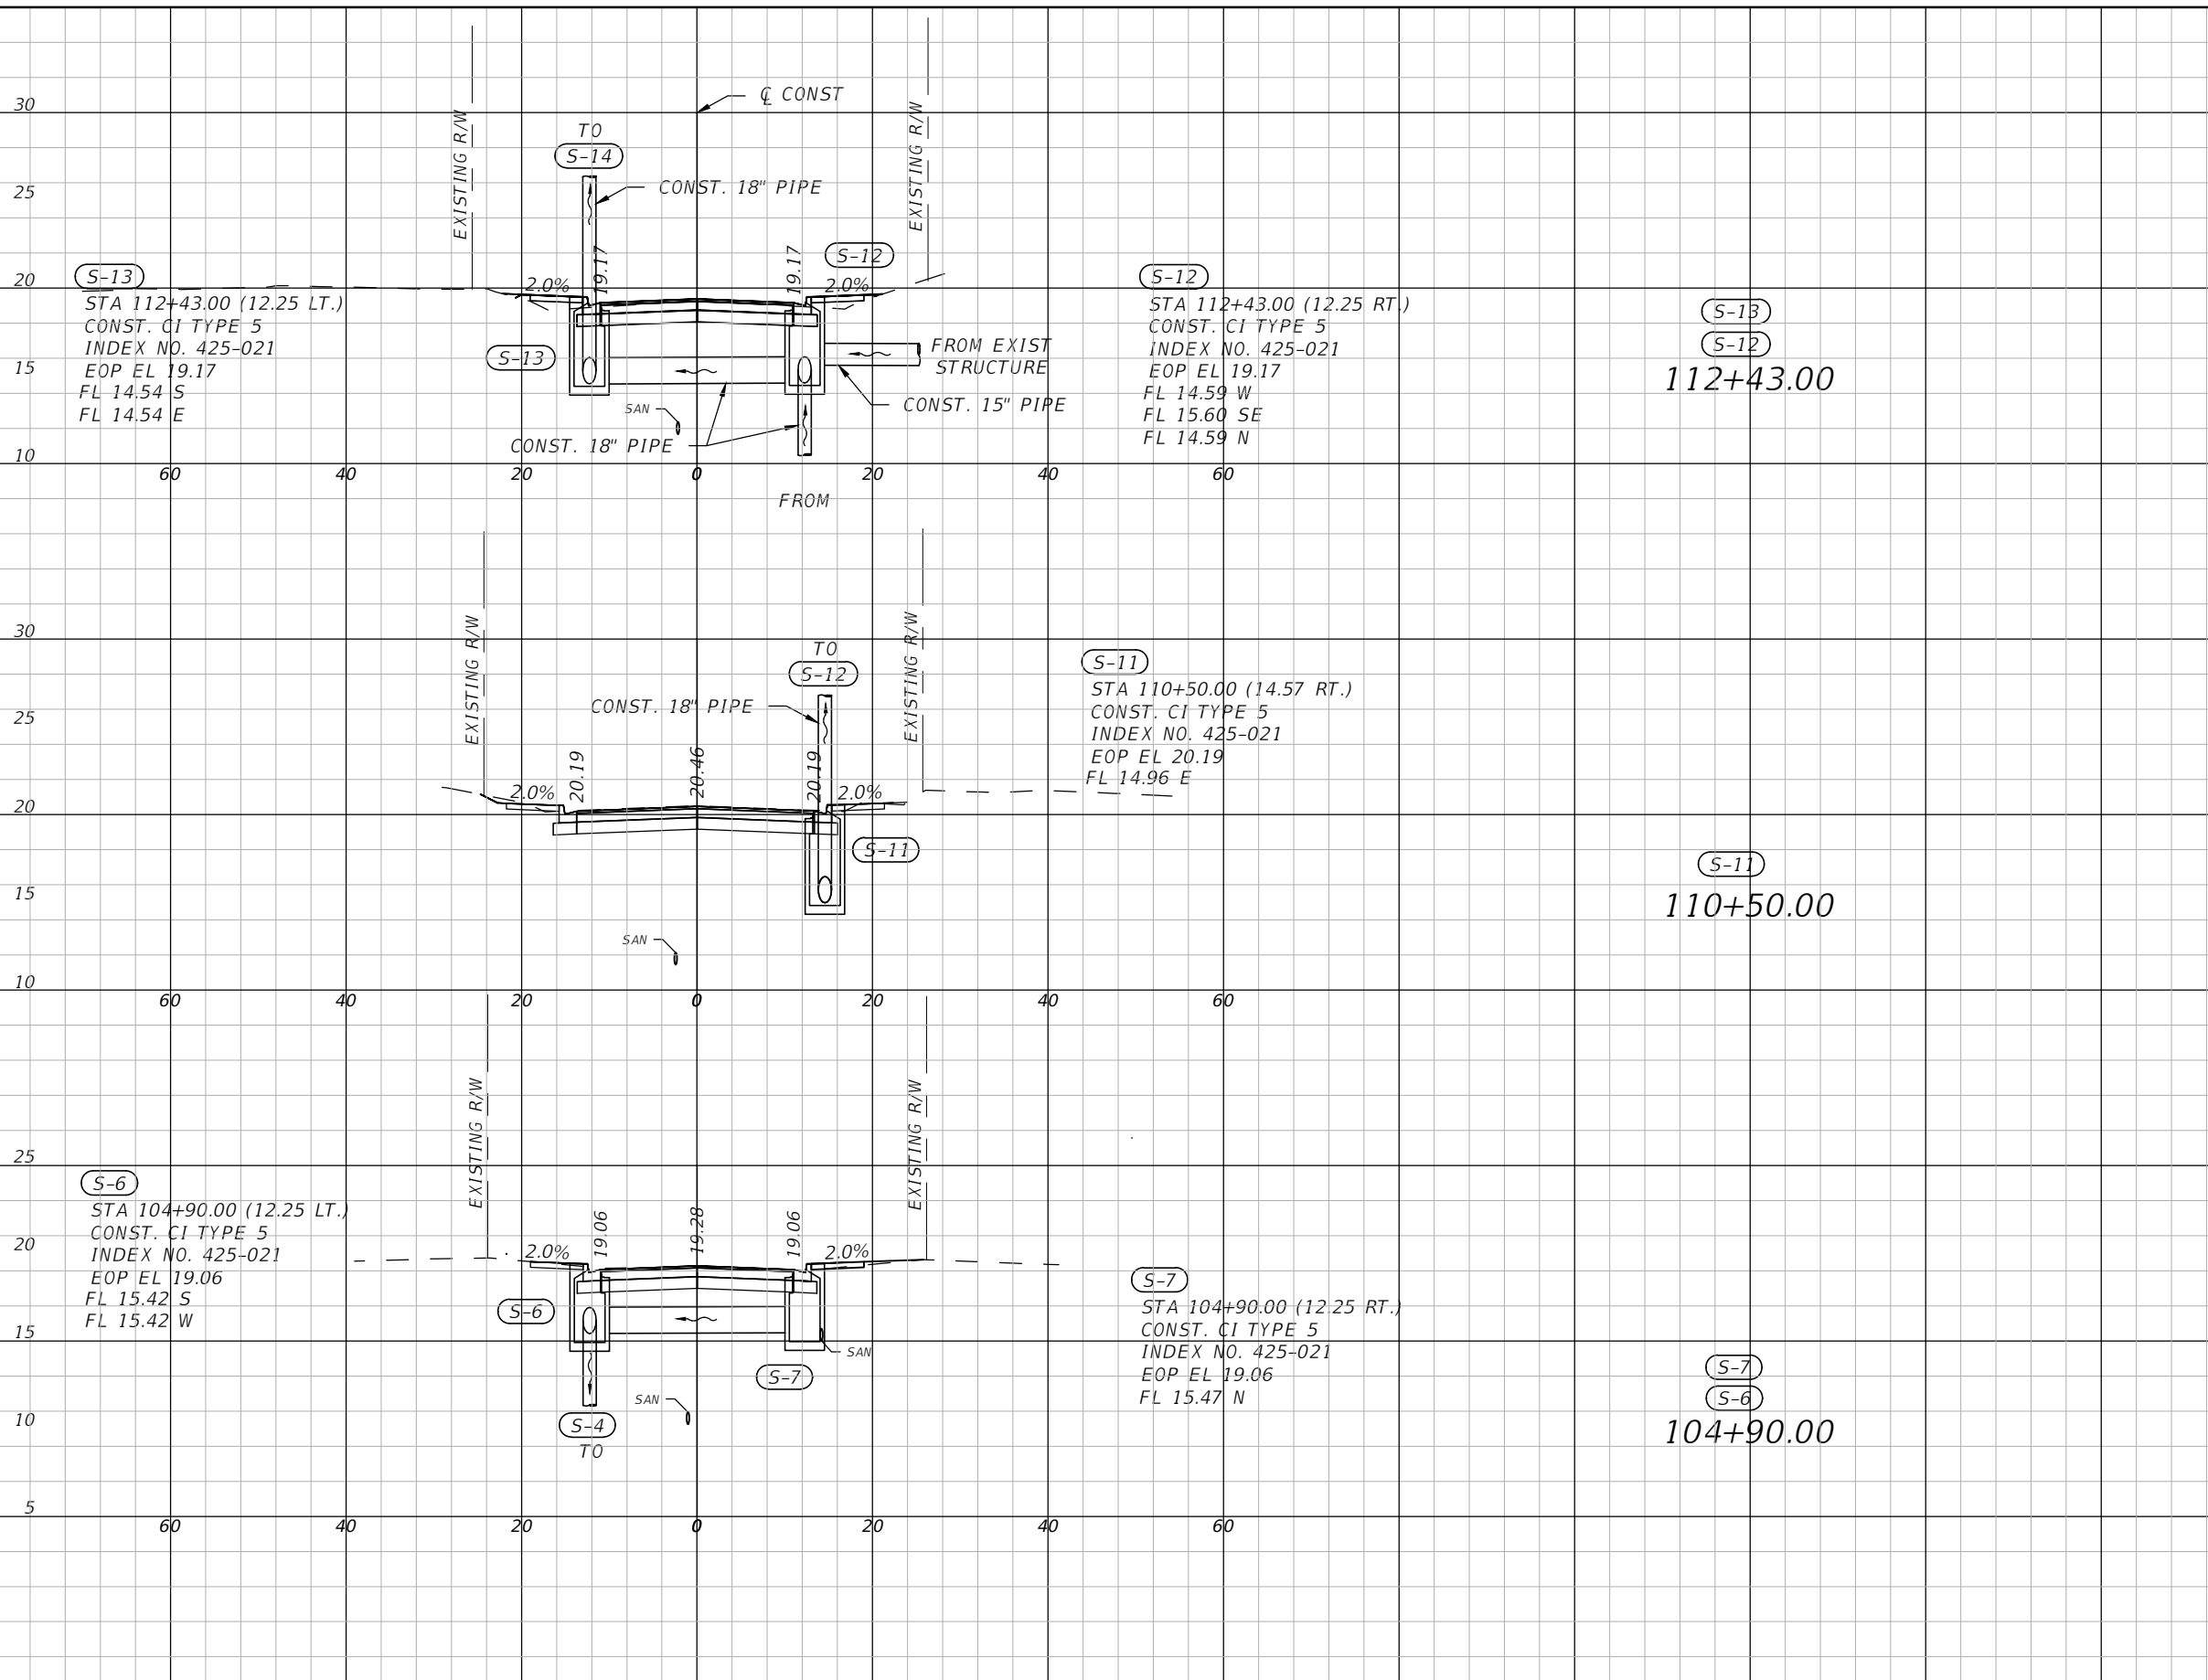 30
℄ CONST
EXISTING R/W
EXISTING R/W
TO
S-14
25
CONST. 18" PIPE
20
S-13
2.0%
19.17
19.17
S-12
2.0%
S-12
STA 112+43.00 (12.25 LT.)
CONST. CI TYPE 5
INDEX NO. 425-021
EOP EL 19.17
FL 14.54 S
FL 14.54 E
STA 112+43.00 (12.25 RT.)
CONST. CI TYPE 5
INDEX NO. 425-021
EOP EL 19.17
FL 14.59 W
FL 15.60 SE
FL 14.59 N
S-13
S-12
112+43.00
15
S-13
FROM EXIST
STRUCTURE
SAN
CONST. 15" PIPE
CONST. 18" PIPE
10
60
40
20
0
20
40
60
FROM
30
EXISTING R/W
EXISTING R/W
TO
S-12
S-11
STA 110+50.00 (14.57 RT.)
CONST. CI TYPE 5
INDEX NO. 425-021
EOP EL 20.19
FL 14.96 E
25
CONST. 18" PIPE
20
2.0%
20.19
20.46
20.19
2.0%
S-11
S-11
15
110+50.00
SAN
10
60
40
20
0
20
40
60
EXISTING R/W
EXISTING R/W
25
S-6
STA 104+90.00 (12.25 LT.)
CONST. CI TYPE 5
INDEX NO. 425-021
EOP EL 19.06
FL 15.42 S
FL 15.42 W
20
2.0%
19.06
19.28
19.06
2.0%
S-7
STA 104+90.00 (12.25 RT.)
CONST. CI TYPE 5
INDEX NO. 425-021
EOP EL 19.06
FL 15.47 N
S-6
15
SAN
S-7
S-7
S-6
104+90.00
SAN
10
S-4
TO
5
60
40
20
0
20
40
60